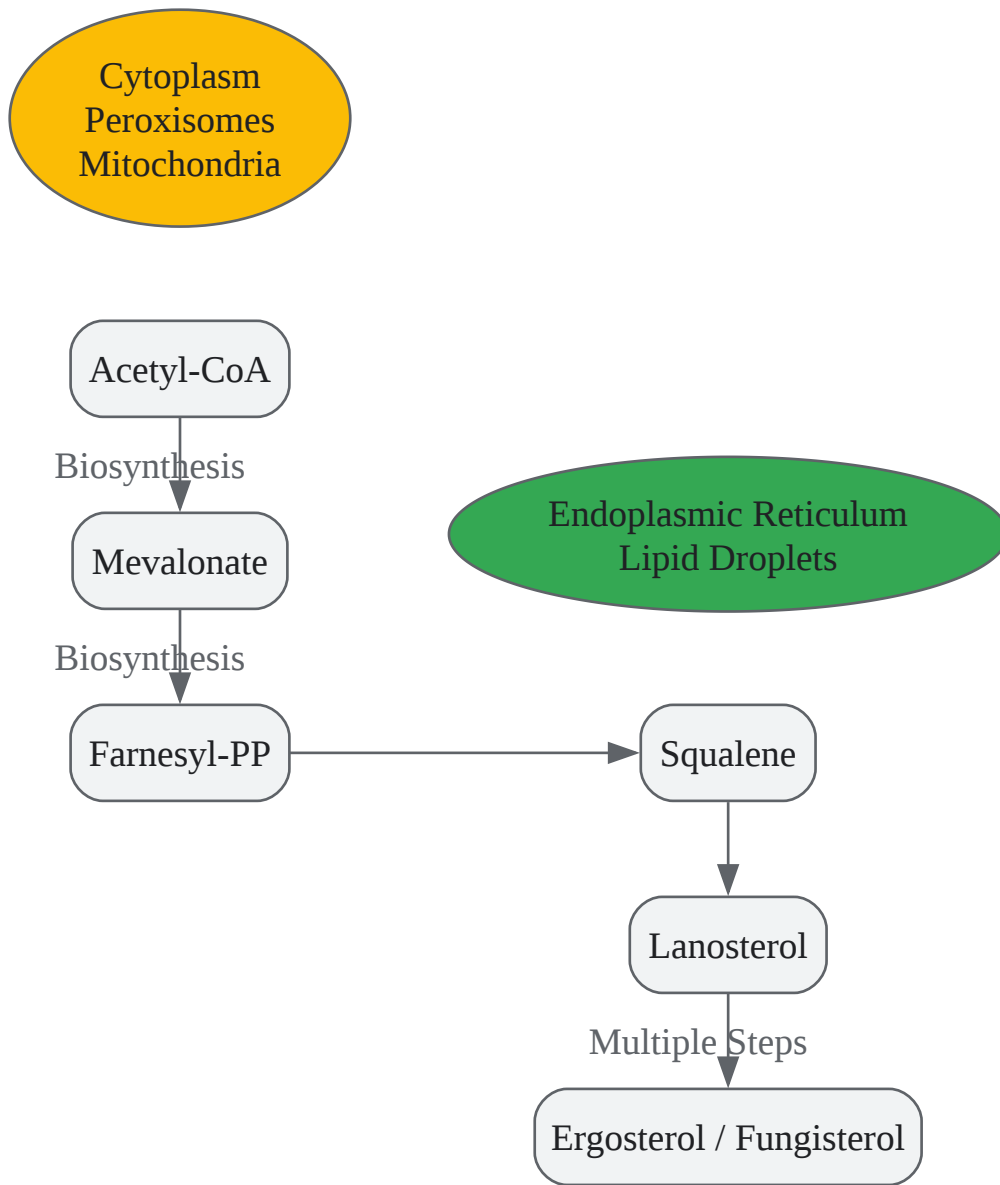 Cytoplasm
Peroxisomes
Mitochondria
Acetyl-CoA
Biosynthesis
Mevalonate
Endoplasmic Reticulum
Lipid Droplets
Biosynthesis
Farnesyl-PP
Squalene
Lanosterol
Multiple Steps
Ergosterol / Fungisterol